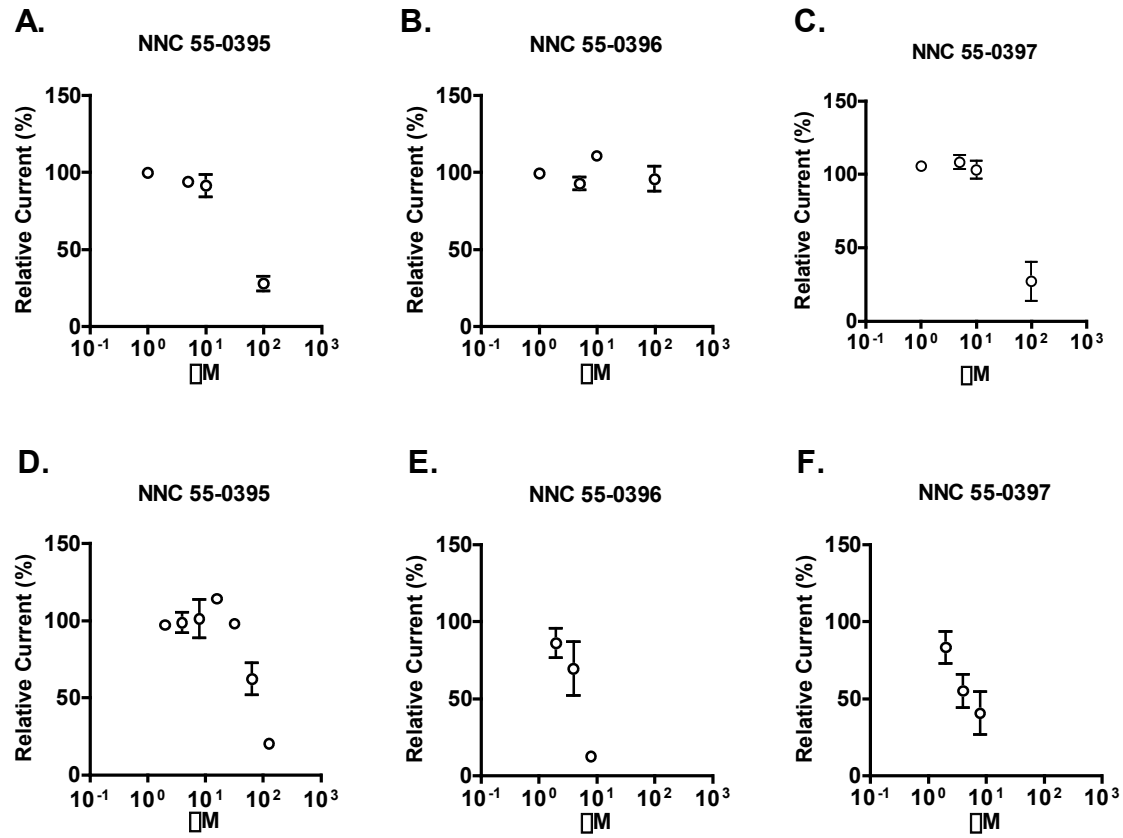 A.
NNC 55-0395
Relative Current (%)
150
100
50
0
10⁻¹ 10⁰ 10¹ 10² 10³
▯M
B.
NNC 55-0396
Relative Current (%)
150
100
50
0
10⁻¹ 10⁰ 10¹ 10² 10³
▯M
C.
NNC 55-0397
Relative Current (%)
150
100
50
0
10⁻¹ 10⁰ 10¹ 10² 10³
▯M
D.
NNC 55-0395
Relative Current (%)
150
100
50
0
10⁻¹ 10⁰ 10¹ 10² 10³
▯M
E.
NNC 55-0396
Relative Current (%)
150
100
50
0
10⁻¹ 10⁰ 10¹ 10² 10³
▯M
F.
NNC 55-0397
Relative Current (%)
150
100
50
0
10⁻¹ 10⁰ 10¹ 10² 10³
▯M